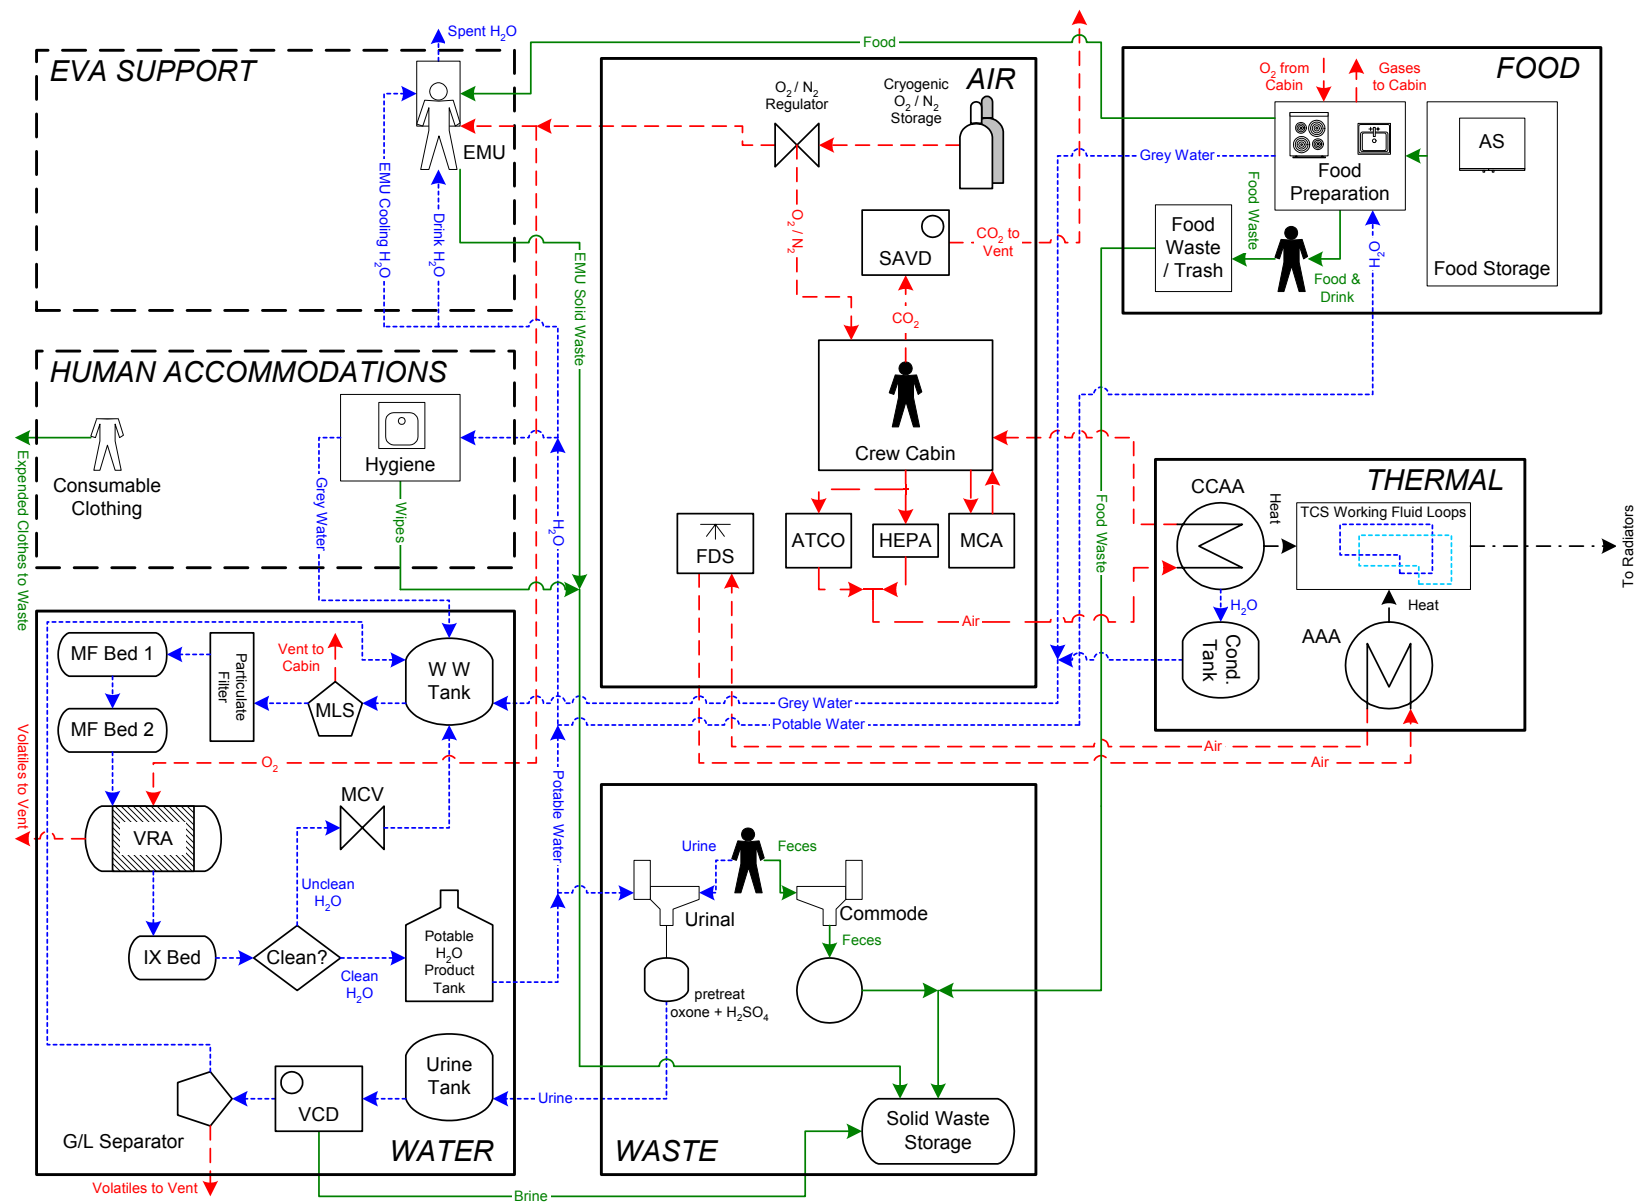 Spent H2O
EVA SUPPORT
EMU
EMU Cooling H2O
Drink H2O
EMU Solid Waste
Food
AIR
O2 / N2
Regulator
Cryogenic
O2 / N2
Storage
O2 / N2
SAVD
CO2 to
Vent
CO2
Crew Cabin
ATCO
HEPA
MCA
FDS
Air
FOOD
O2 from
Cabin
Gases
to Cabin
Grey Water
Food
Preparation
AS
Food Storage
Food Waste
Food
Waste
/ Trash
Food &
Drink
H2O
HUMAN ACCOMMODATIONS
Consumable
Clothing
Expended Clothes to Waste
Hygiene
Grey Water
Wipes
H2O
Food Waste
THERMAL
CCAA
Heat
TCS Working Fluid Loops
To Radiators
H2O
Cond.
Tank
AAA
Heat
MF Bed 1
MF Bed 2
Particulate
Filter
Vent to
Cabin
MLS
W W
Tank
Grey Water
Potable Water
Air
Air
O2
Volatiles to Vent
VRA
MCV
Unclean
H2O
IX Bed
Clean?
Clean
H2O
Potable
H2O
Product
Tank
Potable Water
Urine
Feces
Urinal
Commode
Feces
pretreat
oxone + H2SO4
Urine
Tank
Urine
VCD
G/L Separator
Volatiles to Vent
WATER
Brine
WASTE
Solid Waste
Storage